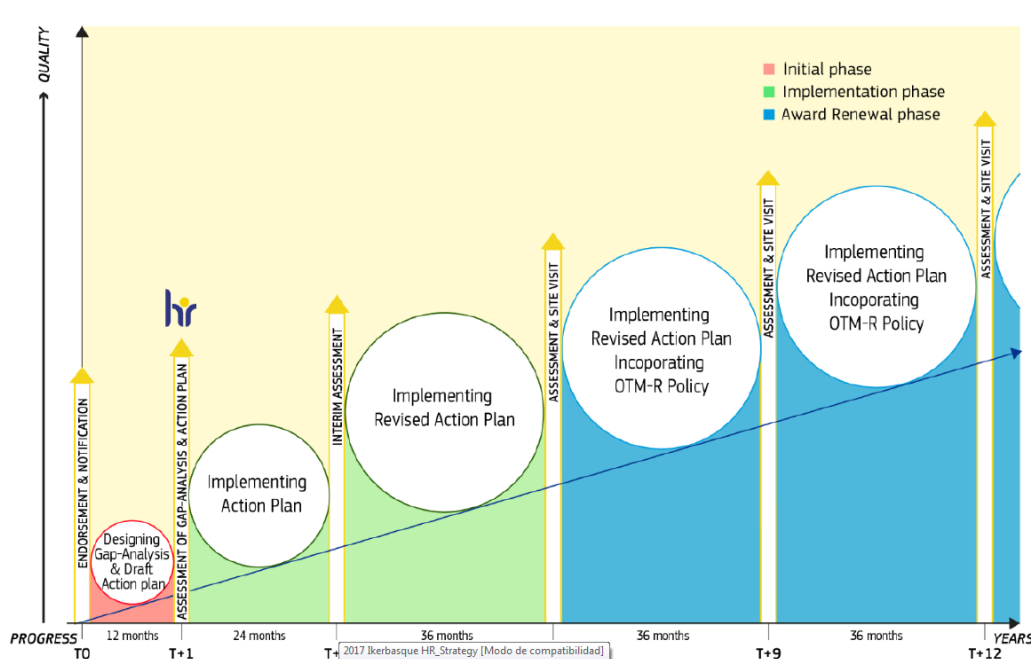 QUALITY
Initial phase
Implementation phase
Award Renewal phase
hr
ENDORSEMENT & NOTIFICATION
Designing
Gap-Analysis
& Draft
Action plan
ASSESSMENT OF GAP-ANALYSIS & ACTION PLAN
Implementing
Action Plan
INTERIM ASSESSMENT
Implementing
Revised Action Plan
ASSESSMENT & SITE VISIT
Implementing
Revised Action Plan
Incoporating
OTM-R Policy
ASSESSMENT & SITE VISIT
Implementing
Revised Action Plan
Incoporating
OTM-R Policy
ASSESSMENT & SITE VISIT
PROGRESS 12 months 24 months 36 months 36 months 36 months YEARS
T0 T+1 T+9 T+12
2017 Ikerbasque HR_Strategy [Modo de compatibilidad]